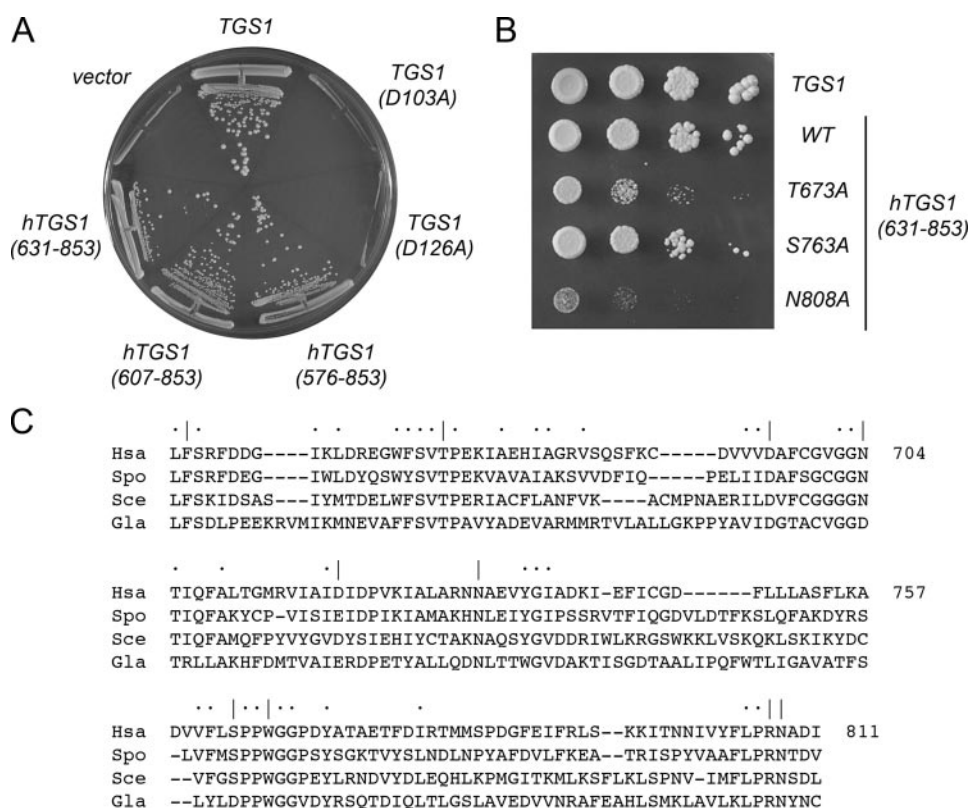 A
TGS1
TGS1
(D103A)
TGS1
(D126A)
hTGS1
(576-853)
hTGS1
(607-853)
hTGS1
(631-853)
vector
B
TGS1
WT
T673A
S763A
N808A
hTGS1
(631-853)
C
Hsa LFSRFDDG----IKLDREGWFSVTPEKIAEHIAGRVSQSFKC-----DVVVDAFCGVGGN 704
Spo LFSRFDEG----IWLDYQSWYSVTPEKVAVAIAKSVVDFIQ-----PELIIDAFSGCGGN
Sce LFSKIDSAS---IYMTDELWFSVTPERIACFLANFVK----ACMPNAERILDVFCGGGGN
Gla LFSDLPEEKRVMIKMNEVAFFSVTPAVYADEVARMMRTVLALLGKPPYAVIDGTACVGGD
Hsa TIQFALTGMRVIAIDIDPVKIALARNNAEVYGIADKI-EFICGD------FLLLASFLKA 757
Spo TIQFAKYCP-VISIEIDPIKIAMAKHNLEIYGIPSSRVTFIQGDVLDTFKSLQFAKDYRS
Sce TIQFAMQFPYVYGVDYSIEHIYCTAKNAQSYGVDDRIWLKRGSWKKLVSKQKLSKIKYDC
Gla TRLLAKHFDMTVAIERDPETYALLQDNLTTWGVDAKTISGDTAALIPQFWTLIGAVATFS
Hsa DVVFLSPPWGGPDYATAETFDIRTMMSPDGFEIFRLS--KKITNNIVYFLPRNADI 811
Spo -LVFMSPPWGGPSYSGKTVYSLNDLNPYAFDVLFKEA--TRISPYVAAFLPRNTDV
Sce --VFGSPPWGGPEYLRNDVYDLEQHLKPMGITKMLKSFLKLSPNV-IMFLPRNSDL
Gla --LYLDPPWGGVDYRSQTDIQLTLGSLAVEDVVNRAFEAHLSMKLAVLKLPRNYNC